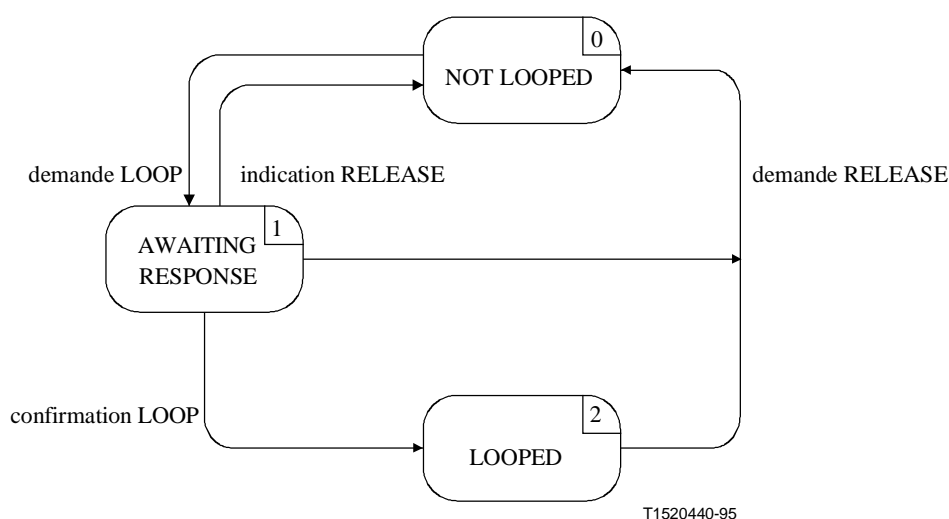 0
NOT LOOPED
demande LOOP
indication RELEASE
demande RELEASE
1
AWAITING
RESPONSE
confirmation LOOP
2
LOOPED
T1520440-95